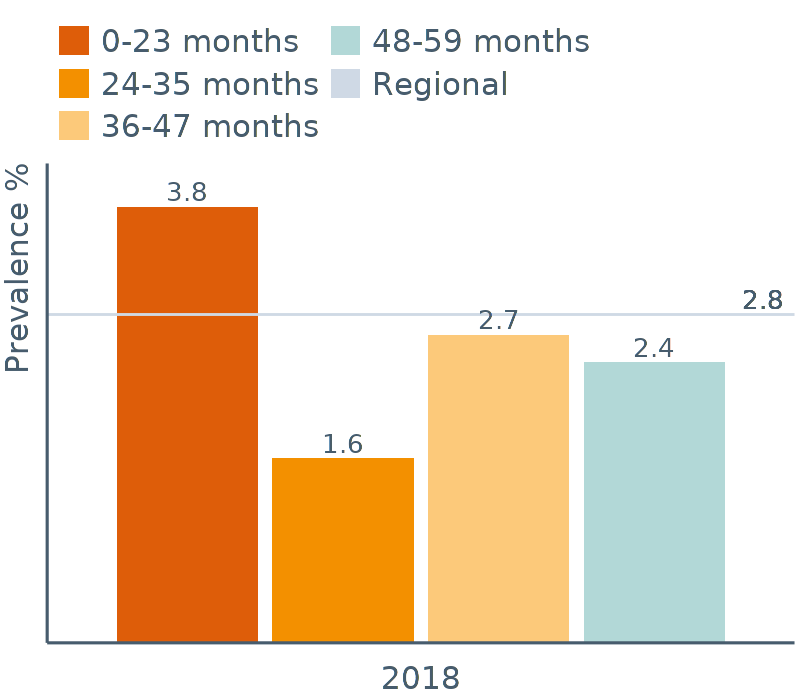 0-23 months
24-35 months
36-47 months
48-59 months
Regional
Prevalence %
3.8
1.6
2.7
2.4
2.8
2018